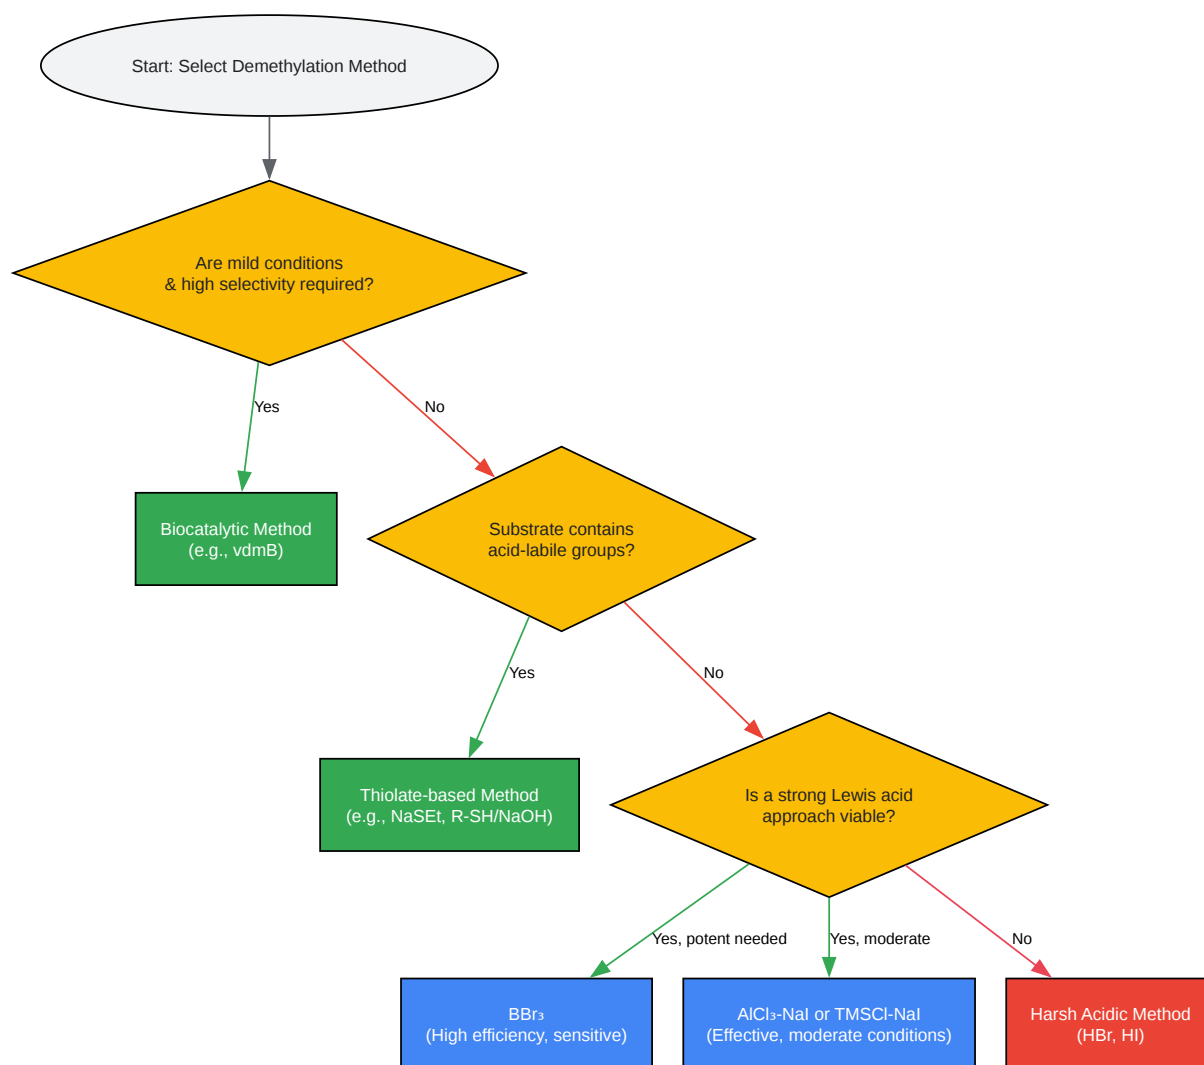 Start: Select Demethylation Method
Are mild conditions
& high selectivity required?
Yes
No
Biocatalytic Method
(e.g., vdmB)
Substrate contains
acid-labile groups?
Yes
No
Thiolate-based Method
(e.g., NaSEt, R-SH/NaOH)
Is a strong Lewis acid
approach viable?
Yes, potent needed
Yes, moderate
No
BBr₃
(High efficiency, sensitive)
AlCl₃-NaI or TMSCl-NaI
(Effective, moderate conditions)
Harsh Acidic Method
(HBr, HI)